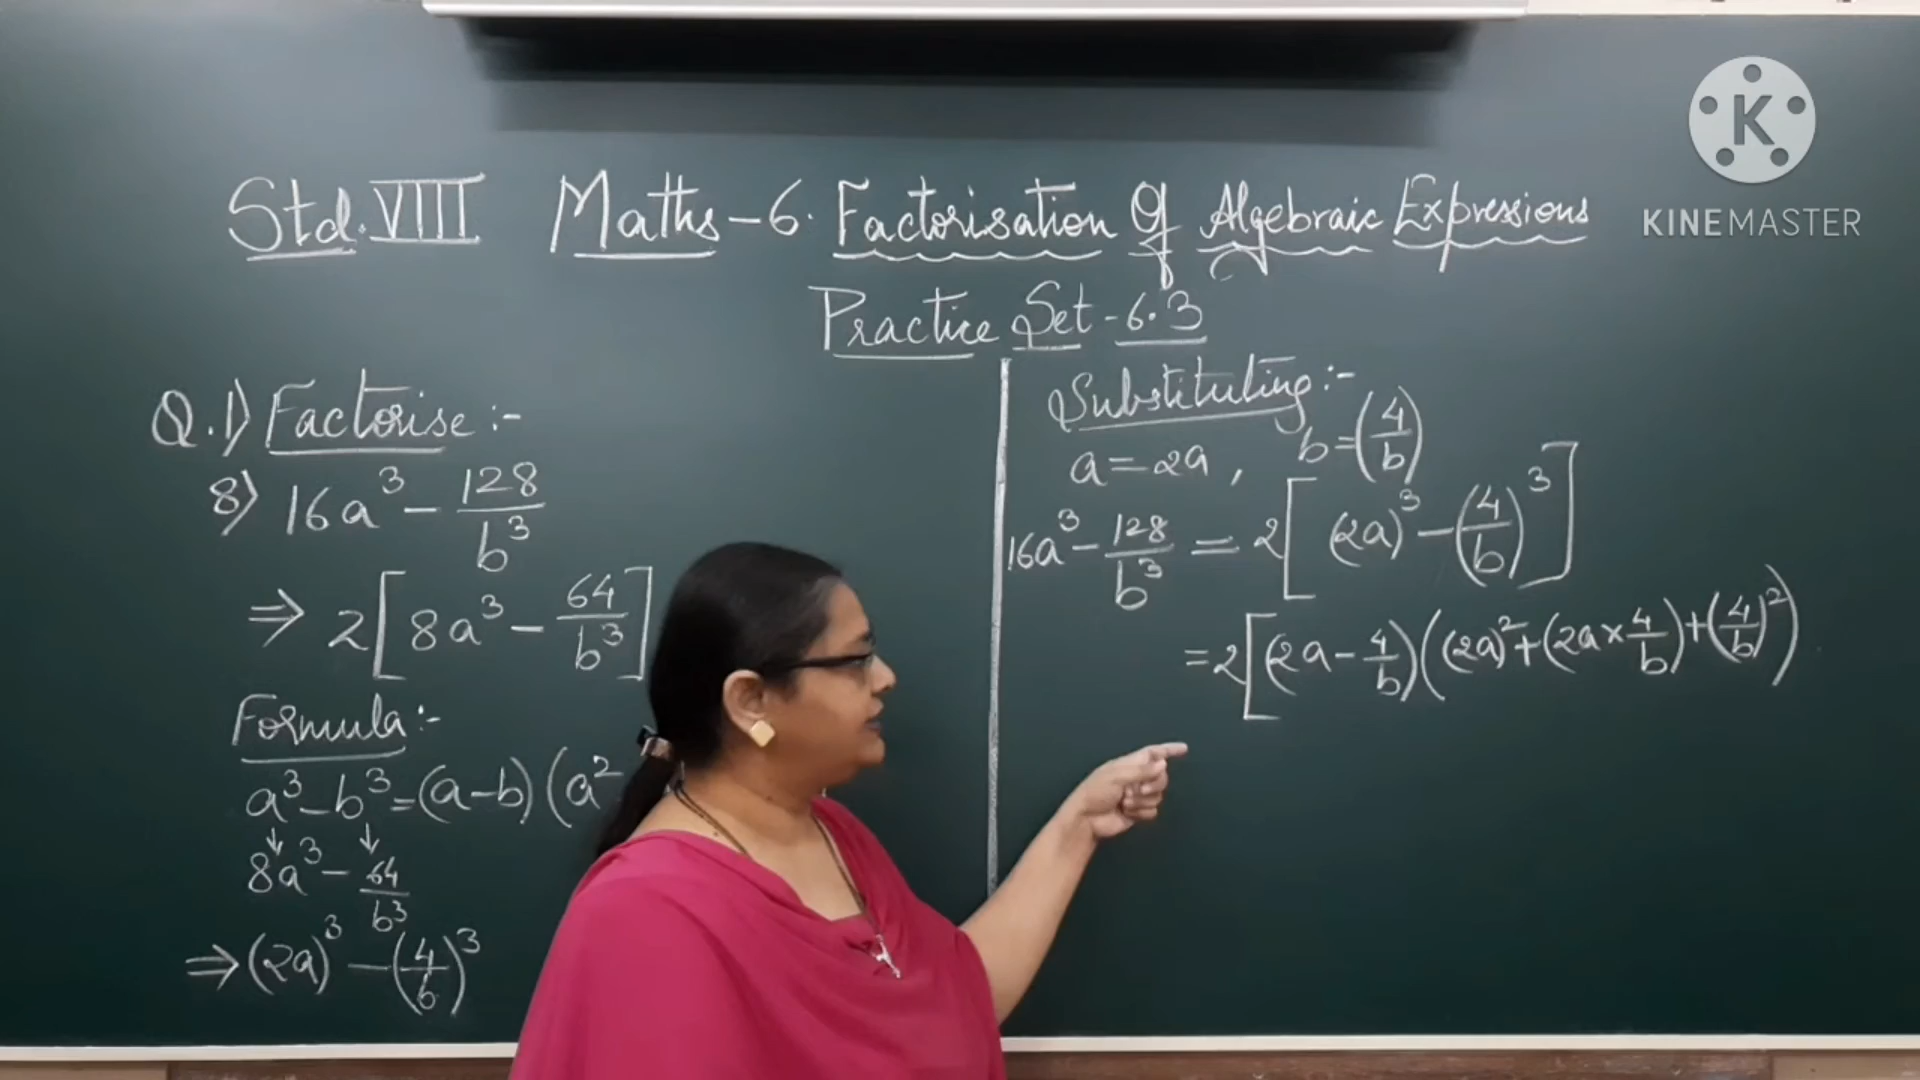 K
KINEMASTER
Std. VIII Maths - 6. Factorisation Of Algebraic Expressions
Practice Set - 6.3
Q.1) Factorise :-
8) 16a³ - 128/b³
⇒ 2[8a³ - 64/b³]
Formula :-
a³ - b³ = (a-b) (a²
↓ ↓
8a³ - 64/b³
⇒ (2a)³ - (4/b)³
Substituting :-
a = 2a , b = (4/b)
16a³ - 128/b³ = 2[(2a)³ - (4/b)³]
= 2[(2a - 4/b)((2a)² + (2a × 4/b) + (4/b)²)